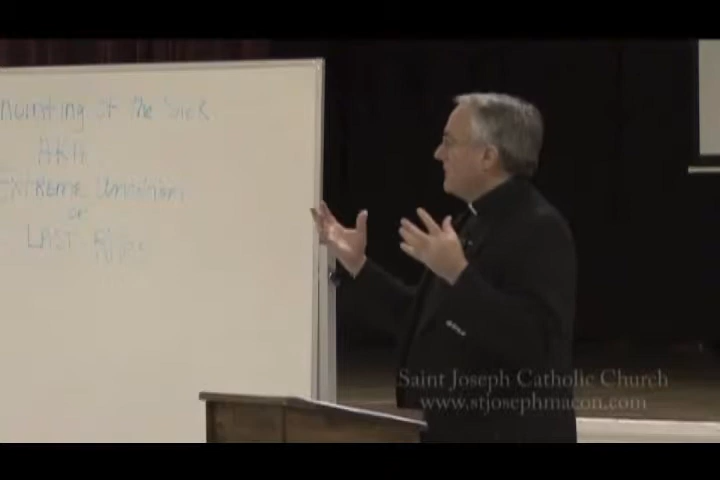 nointing of the Sick
AKA
EXTREME Unction
or
LAST Rites
Saint Joseph Catholic Church
www.stjosephmacon.com